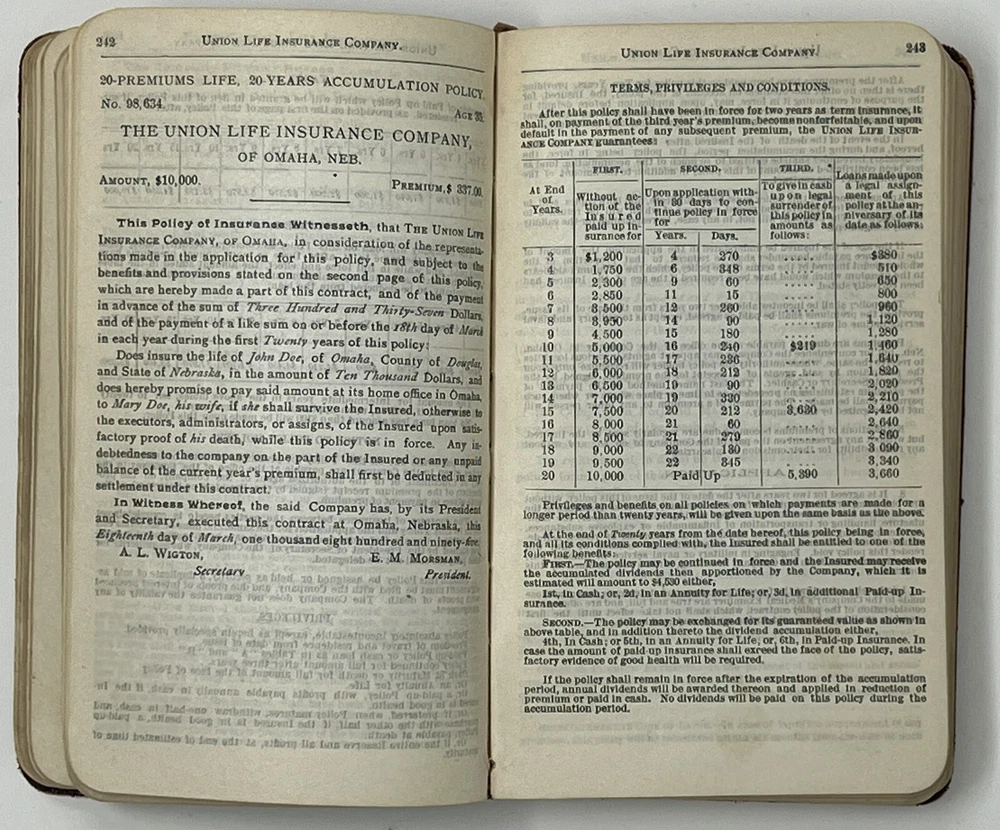 242 UNION LIFE INSURANCE COMPANY.
20-PREMIUMS LIFE, 20-YEARS ACCUMULATION POLICY.
No. 98,634.
AGE 35.
THE UNION LIFE INSURANCE COMPANY,
OF OMAHA, NEB.
AMOUNT, $10,000. PREMIUM, $ 337.00.
This Policy of Insurance Witnesseth, that THE UNION LIFE
INSURANCE COMPANY, OF OMAHA, in consideration of the representa-
tions made in the application for this policy, and subject to the
benefits and provisions stated on the second page of this policy,
which are hereby made a part of this contract, and of the payment
in advance of the sum of Three Hundred and Thirty-Seven Dollars,
and of the payment of a like sum on or before the 18th day of March
in each year during the first Twenty years of this policy:
Does insure the life of John Doe, of Omaha, County of Douglas,
and State of Nebraska, in the amount of Ten Thousand Dollars, and
does hereby promise to pay said amount at its home office in Omaha,
to Mary Doe, his wife, if she shall survive the Insured, otherwise to
the executors, administrators, or assigns, of the Insured upon satis-
factory proof of his death, while this policy is in force. Any in-
debtedness to the company on the part of the Insured or any unpaid
balance of the current year's premium, shall first be deducted in any
settlement under this contract.
In Witness Whereof, the said Company has, by its President
and Secretary, executed this contract at Omaha, Nebraska, this
Eighteenth day of March, one thousand eight hundred and ninety-five.
A. L. WIGTON, E. M. MORSMAN,
Secretary President.
UNION LIFE INSURANCE COMPANY. 243
TERMS, PRIVILEGES AND CONDITIONS.
After this policy shall have been in force for two years as term insurance, it
shall, on payment of the third year's premium, become nonforfeitable, and upon
default in the payment of any subsequent premium, the UNION LIFE INSUR-
ANCE COMPANY guarantees:
At End of Years.
FIRST.
Without ac-
tion of the
Insured
paid up in-
surance for
SECOND.
Upon application with-
in 30 days to con-
tinue policy in force
for
Years. Days.
THIRD.
To give in cash
upon legal
surrender of
this policy in
amounts as
follows:
Loans made upon
a legal assign-
ment of this
policy at the an-
niversary of its
date as follows:
3 $1,200 4 270 ..... $380
4 1,750 6 348 ..... 510
5 2,300 9 60 ..... 650
6 2,850 11 15 ..... 800
7 3,500 12 260 ..... 960
8 3,950 14 90 ..... 1,130
9 4,500 15 180 ..... 1,280
10 5,000 16 240 $319 1,460
11 5,500 17 236 ..... 1,640
12 6,000 18 212 ..... 1,820
13 6,500 19 90 ..... 2,020
14 7,000 19 330 ..... 2,210
15 7,500 20 212 3,630 2,420
16 8,000 21 60 ..... 2,640
17 8,500 21 279 ..... 2,860
18 9,000 22 130 ..... 3,090
19 9,500 22 345 ..... 3,340
20 10,000 Paid Up 5,390 3,660
Privileges and benefits on all policies on which payments are made for a
longer period than twenty years, will be given upon the same basis as the above.
At the end of Twenty years from the date hereof, this policy being in force,
and all its conditions complied with, the Insured shall be entitled to one of the
following benefits:
FIRST.—The policy may be continued in force and the Insured may receive
the accumulated dividends then apportioned by the Company, which it is
estimated will amount to $4,530 either,
1st, in Cash; or, 2d, in an Annuity for Life; or, 3d, in additional Paid-up In-
surance.
SECOND.—The policy may be exchanged for its guaranteed value as shown in
above table, and in addition thereto the dividend accumulation either,
4th, In Cash; or 5th, in an Annuity for Life; or, 6th, in Paid-up Insurance. In
case the amount of paid-up insurance shall exceed the face of the policy, satis-
factory evidence of good health will be required.
If the policy shall remain in force after the expiration of the accumulation
period, annual dividends will be awarded thereon and applied in reduction of
premium or paid in cash. No dividends will be paid on this policy during the
accumulation period.